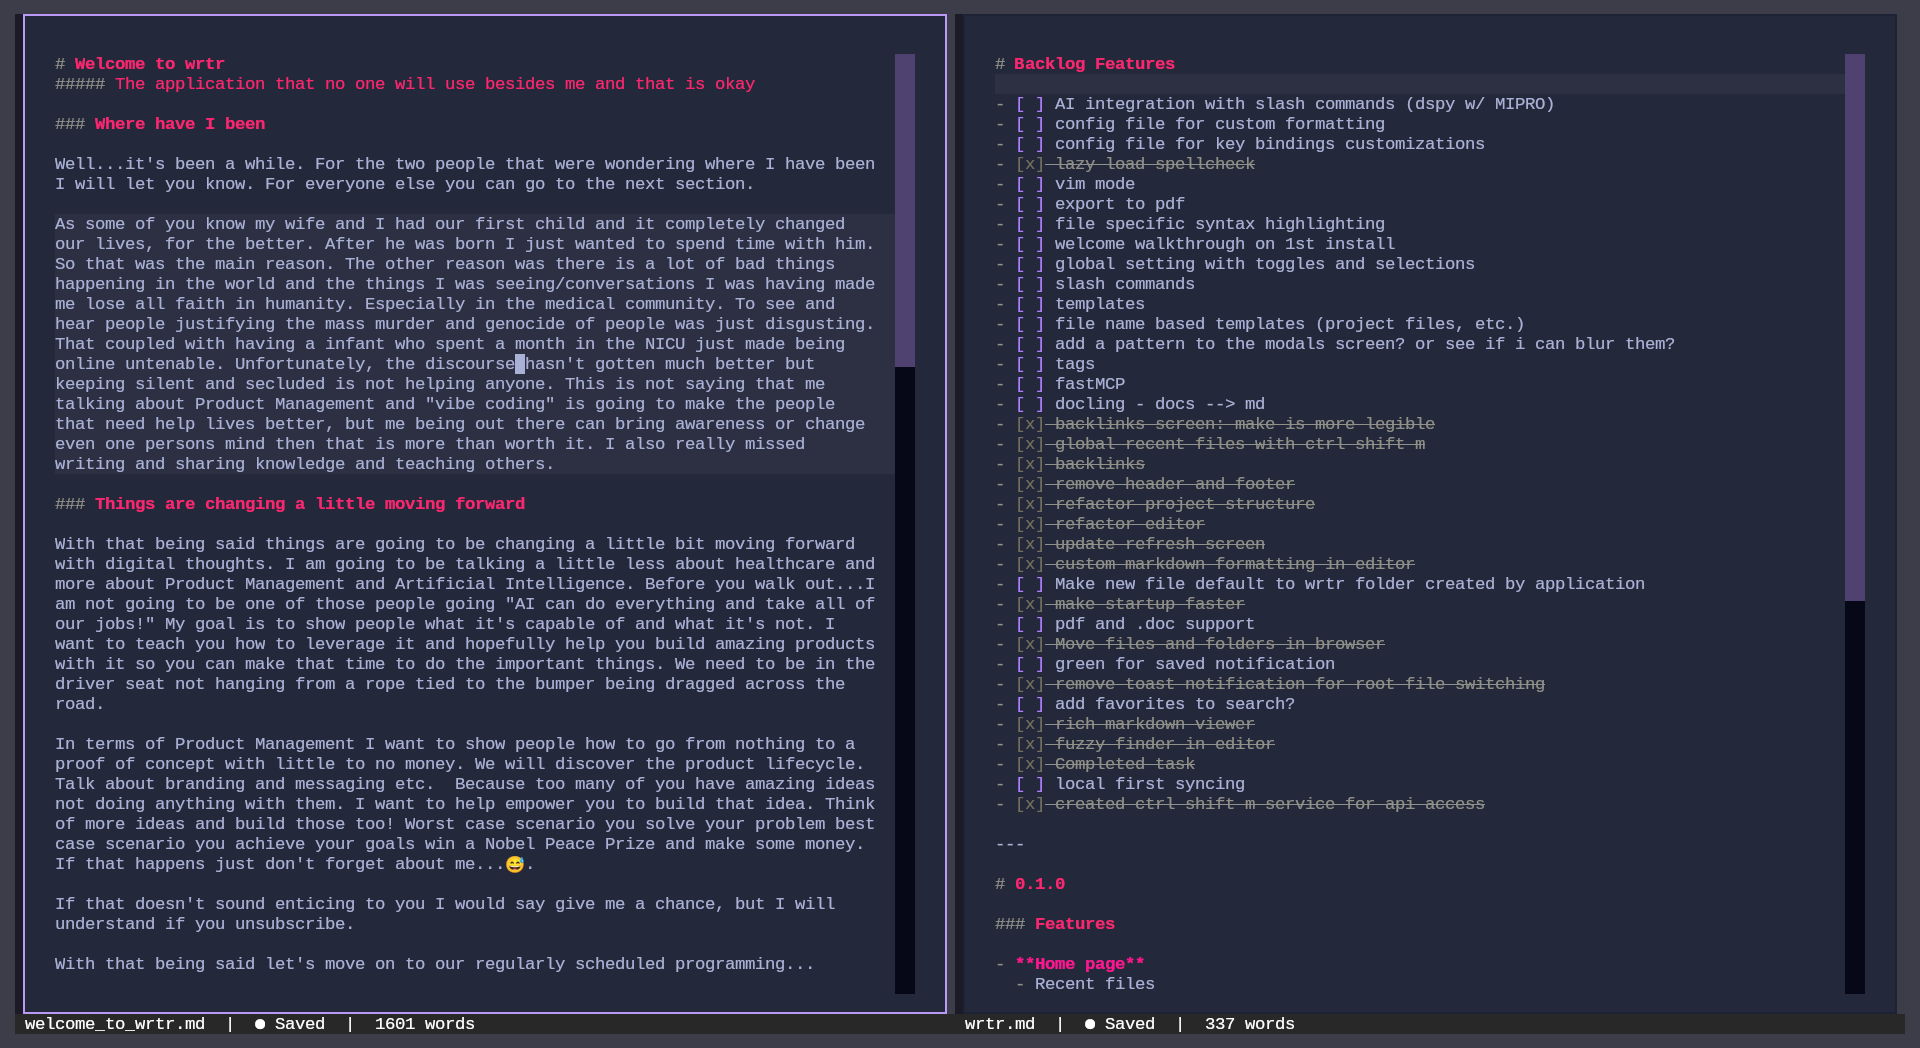 # Welcome to wrtr
##### The application that no one will use besides me and that is okay
### Where have I been
Well...it's been a while. For the two people that were wondering where I have been
I will let you know. For everyone else you can go to the next section.
As some of you know my wife and I had our first child and it completely changed
our lives, for the better. After he was born I just wanted to spend time with him.
So that was the main reason. The other reason was there is a lot of bad things
happening in the world and the things I was seeing/conversations I was having made
me lose all faith in humanity. Especially in the medical community. To see and
hear people justifying the mass murder and genocide of people was just disgusting.
That coupled with having a infant who spent a month in the NICU just made being
online untenable. Unfortunately, the discourse hasn't gotten much better but
keeping silent and secluded is not helping anyone. This is not saying that me
talking about Product Management and "vibe coding" is going to make the people
that need help lives better, but me being out there can bring awareness or change
even one persons mind then that is more than worth it. I also really missed
writing and sharing knowledge and teaching others.
### Things are changing a little moving forward
With that being said things are going to be changing a little bit moving forward
with digital thoughts. I am going to be talking a little less about healthcare and
more about Product Management and Artificial Intelligence. Before you walk out...I
am not going to be one of those people going "AI can do everything and take all of
our jobs!" My goal is to show people what it's capable of and what it's not. I
want to teach you how to leverage it and hopefully help you build amazing products
with it so you can make that time to do the important things. We need to be in the
driver seat not hanging from a rope tied to the bumper being dragged across the
road.
In terms of Product Management I want to show people how to go from nothing to a
proof of concept with little to no money. We will discover the product lifecycle.
Talk about branding and messaging etc.  Because too many of you have amazing ideas
not doing anything with them. I want to help empower you to build that idea. Think
of more ideas and build those too! Worst case scenario you solve your problem best
case scenario you achieve your goals win a Nobel Peace Prize and make some money.
If that happens just don't forget about me...😅.
If that doesn't sound enticing to you I would say give me a chance, but I will
understand if you unsubscribe.
With that being said let's move on to our regularly scheduled programming...
welcome_to_wrtr.md  |  ● Saved  |  1601 words
# Backlog Features
- [ ] AI integration with slash commands (dspy w/ MIPRO)
- [ ] config file for custom formatting
- [ ] config file for key bindings customizations
- [x] lazy load spellcheck
- [ ] vim mode
- [ ] export to pdf
- [ ] file specific syntax highlighting
- [ ] welcome walkthrough on 1st install
- [ ] global setting with toggles and selections
- [ ] slash commands
- [ ] templates
- [ ] file name based templates (project files, etc.)
- [ ] add a pattern to the modals screen? or see if i can blur them?
- [ ] tags
- [ ] fastMCP
- [ ] docling - docs --> md
- [x] backlinks screen: make is more legible
- [x] global recent files with ctrl shift m
- [x] backlinks
- [x] remove header and footer
- [x] refactor project structure
- [x] refactor editor
- [x] update refresh screen
- [x] custom markdown formatting in editor
- [ ] Make new file default to wrtr folder created by application
- [x] make startup faster
- [ ] pdf and .doc support
- [x] Move files and folders in browser
- [ ] green for saved notification
- [x] remove toast notification for root file switching
- [ ] add favorites to search?
- [x] rich markdown viewer
- [x] fuzzy finder in editor
- [x] Completed task
- [ ] local first syncing
- [x] created ctrl shift m service for api access
---
# 0.1.0
### Features
- **Home page**
  - Recent files
wrtr.md  |  ● Saved  |  337 words